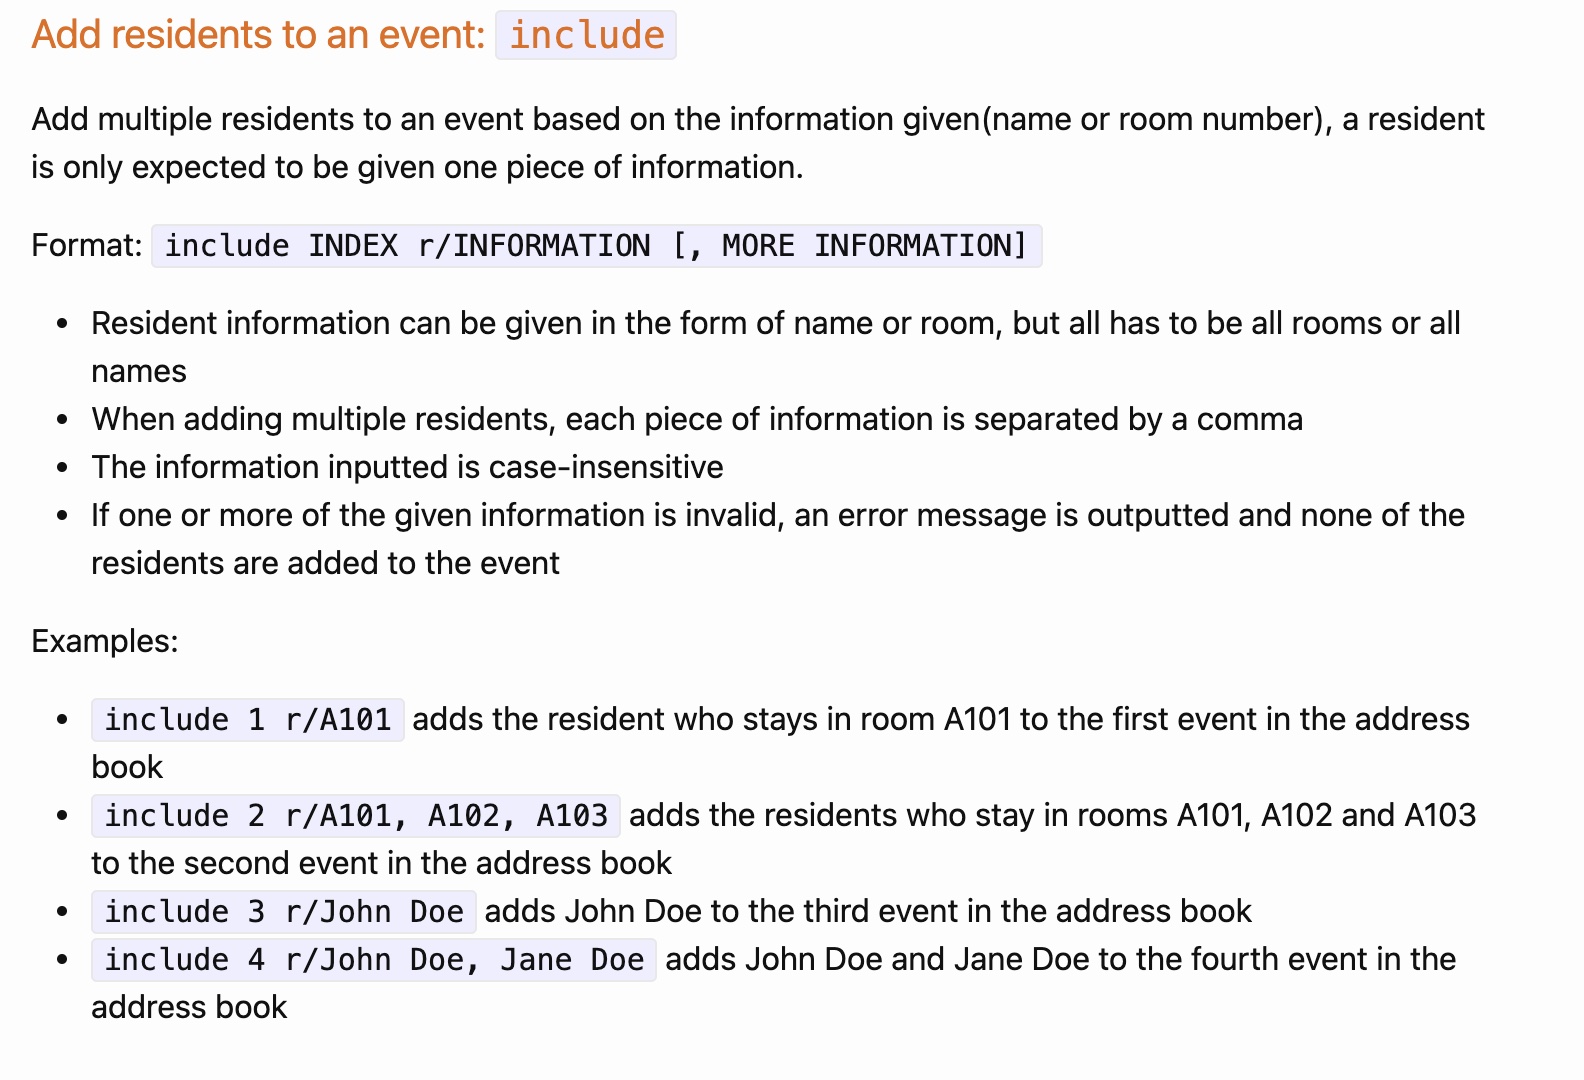 Add residents to an event: include
Add multiple residents to an event based on the information given(name or room number), a resident
is only expected to be given one piece of information.
Format: include INDEX r/INFORMATION [, MORE INFORMATION]
• Resident information can be given in the form of name or room, but all has to be all rooms or all
names
• When adding multiple residents, each piece of information is separated by a comma
• The information inputted is case-insensitive
• If one or more of the given information is invalid, an error message is outputted and none of the
residents are added to the event
Examples:
• include 1 r/A101 adds the resident who stays in room A101 to the first event in the address
book
• include 2 r/A101, A102, A103 adds the residents who stay in rooms A101, A102 and A103
to the second event in the address book
• include 3 r/John Doe adds John Doe to the third event in the address book
• include 4 r/John Doe, Jane Doe adds John Doe and Jane Doe to the fourth event in the
address book